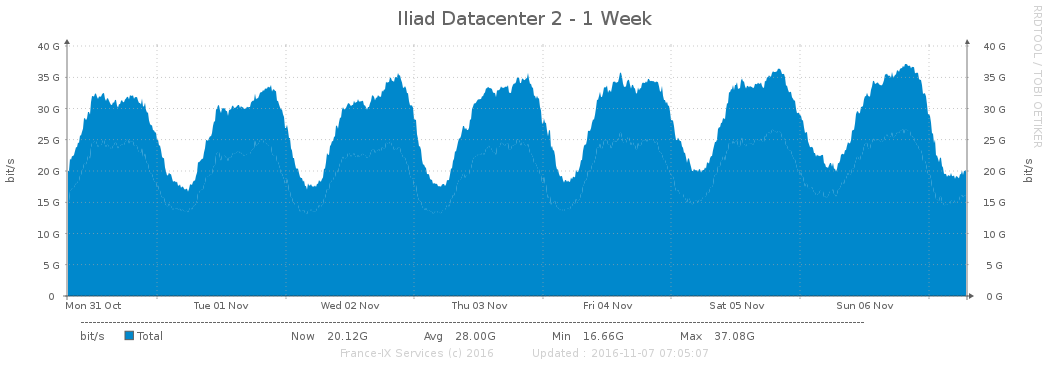 Iliad Datacenter 2 - 1 Week
RRDTOOL / TOBI OETIKER
40 G 40 G
35 G 35 G
30 G 30 G
25 G 25 G
20 G 20 G
15 G 15 G
10 G 10 G
5 G 5 G
0 0 G
bit/s
bit/s
Mon 31 Oct Tue 01 Nov Wed 02 Nov Thu 03 Nov Fri 04 Nov Sat 05 Nov Sun 06 Nov
bit/s Total Now 20.12G Avg 28.00G Min 16.66G Max 37.08G
France-IX Services (c) 2016 Updated : 2016-11-07 07:05:07